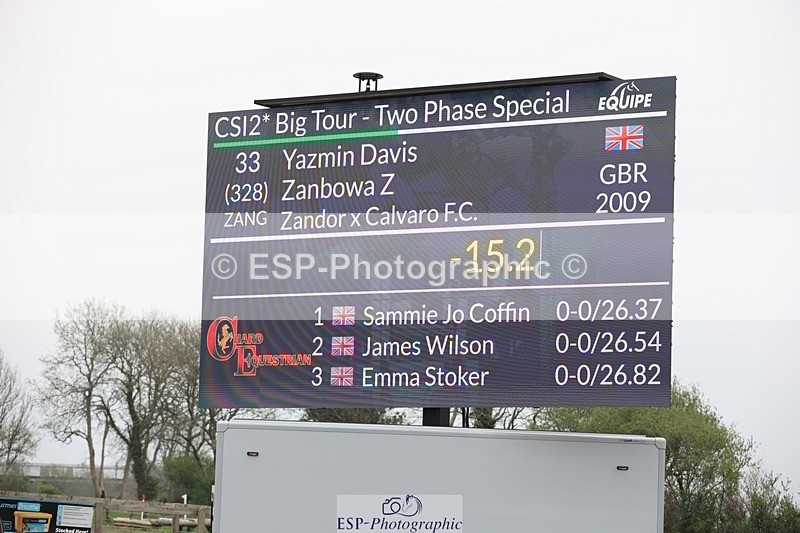 CSI2* Big Tour - Two Phase Special
EQUIPE
33 Yazmin Davis
(328) Zanbowa Z GBR
ZANG Zandor x Calvaro F.C. 2009
-15.2
© ESP-Photographic ©
1 Sammie Jo Coffin 0-0/26.37
2 James Wilson 0-0/26.54
3 Emma Stoker 0-0/26.82
CHARD
EQUESTRIAN
ESP-Photographic
Stocked Here!